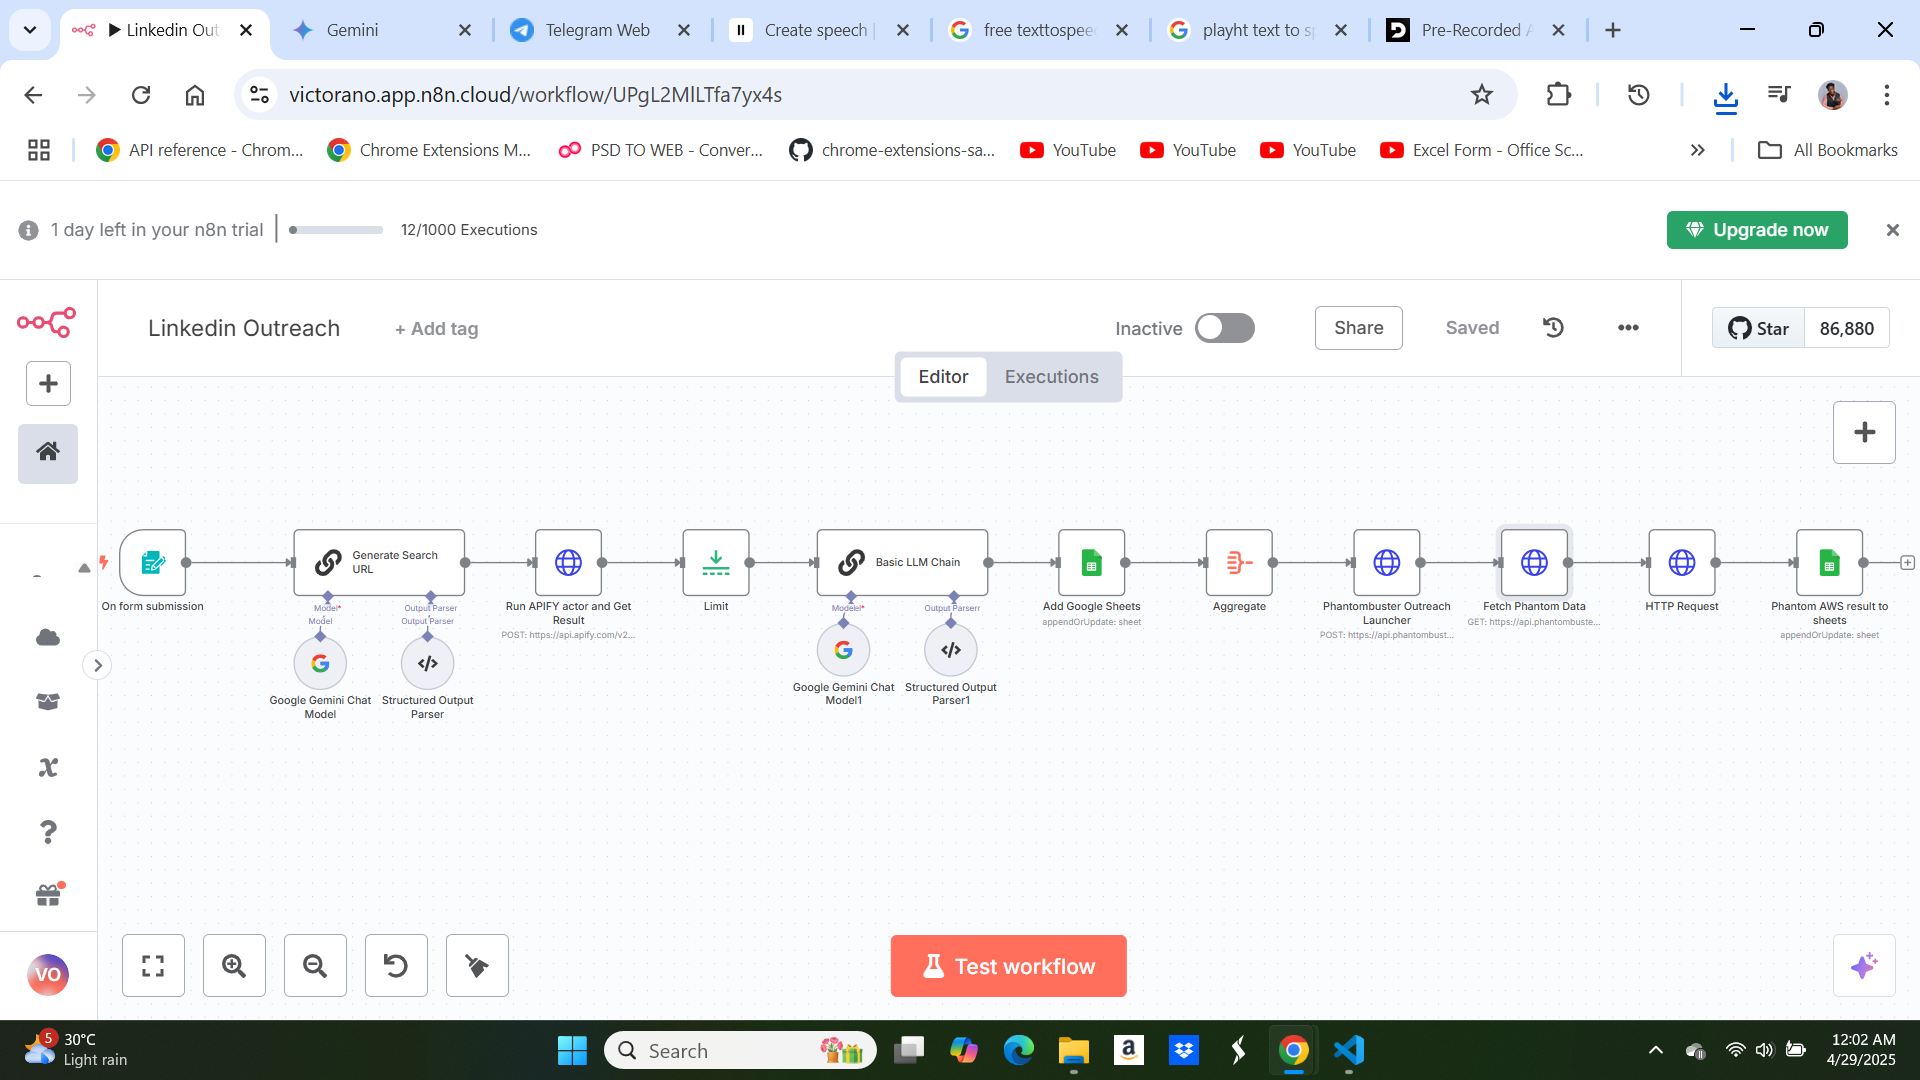 Linkedin Out
Gemini
Telegram Web
Create speech |
free texttospee
playht text to s
Pre-Recorded A
victorano.app.n8n.cloud/workflow/UPgL2MlLTfa7yx4s
API reference - Chrom...
Chrome Extensions M...
PSD TO WEB - Conver...
chrome-extensions-sa...
YouTube
YouTube
YouTube
Excel Form - Office Sc...
All Bookmarks
1 day left in your n8n trial
12/1000 Executions
Upgrade now
Linkedin Outreach
+ Add tag
Inactive
Share
Saved
Star
86,880
Editor
Executions
Generate Search
URL
Basic LLM Chain
On form submission
Model*
Model
Output Parser
Output Parser
Run APIFY actor and Get
Result
POST: https://api.apify.com/v2...
Limit
Add Google Sheets
appendOrUpdate: sheet
Aggregate
Phantombuster Outreach
Launcher
POST: https://api.phantombust...
Fetch Phantom Data
GET: https://api.phantombuste...
HTTP Request
Phantom AWS result to
sheets
appendOrUpdate: sheet
Google Gemini Chat
Model
Structured Output
Parser
Google Gemini Chat
Model1
Structured Output
Parser1
VO
Test workflow
5
30°C
Light rain
Search
12:02 AM
4/29/2025